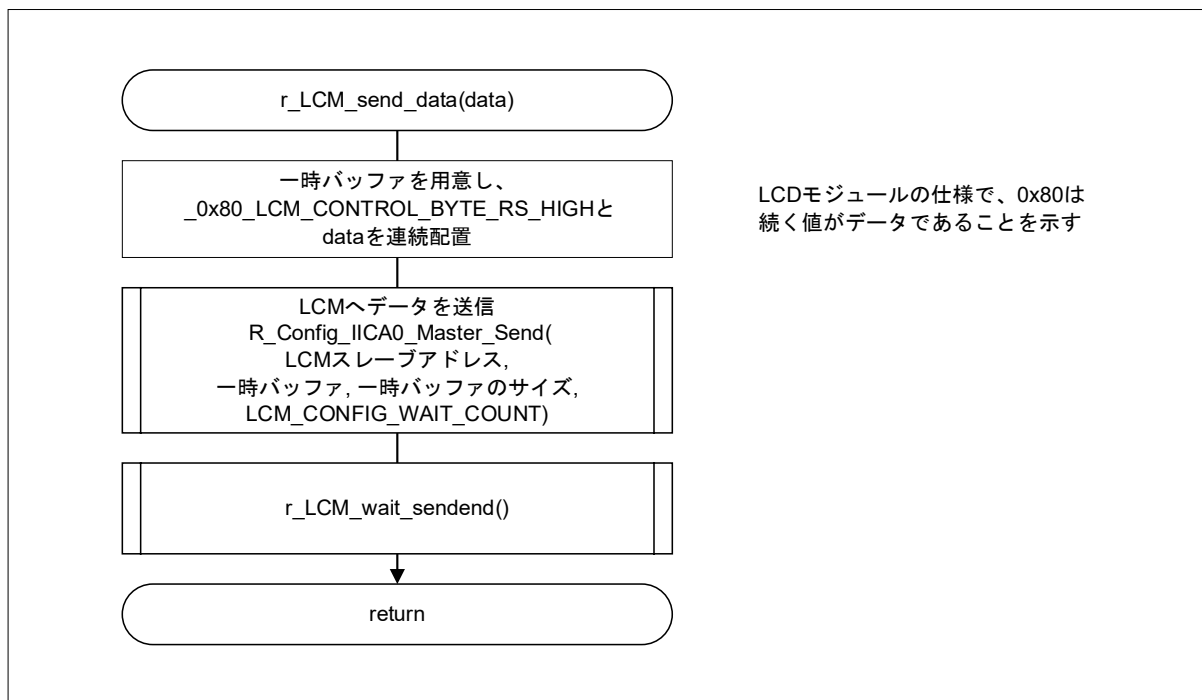 r_LCM_send_data(data)
一時バッファを用意し、
_0x80_LCM_CONTROL_BYTE_RS_HIGHと
dataを連続配置
LCDモジュールの仕様で、0x80は
続く値がデータであることを示す
LCMへデータを送信
R_Config_IICA0_Master_Send(
LCMスレーブアドレス,
一時バッファ, 一時バッファのサイズ,
LCM_CONFIG_WAIT_COUNT)
r_LCM_wait_sendend()
return